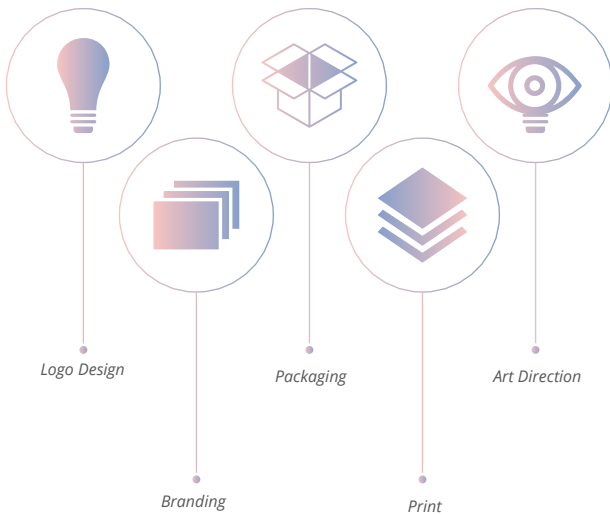 Logo Design
Packaging
Art Direction
Branding
Print